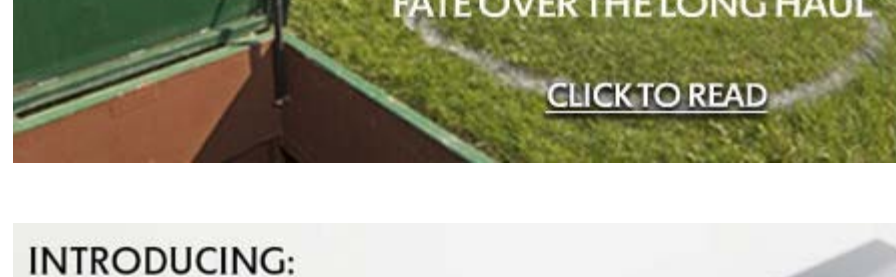 FATE OVER THE LONG HAUL
CLICK TO READ
INTRODUCING: